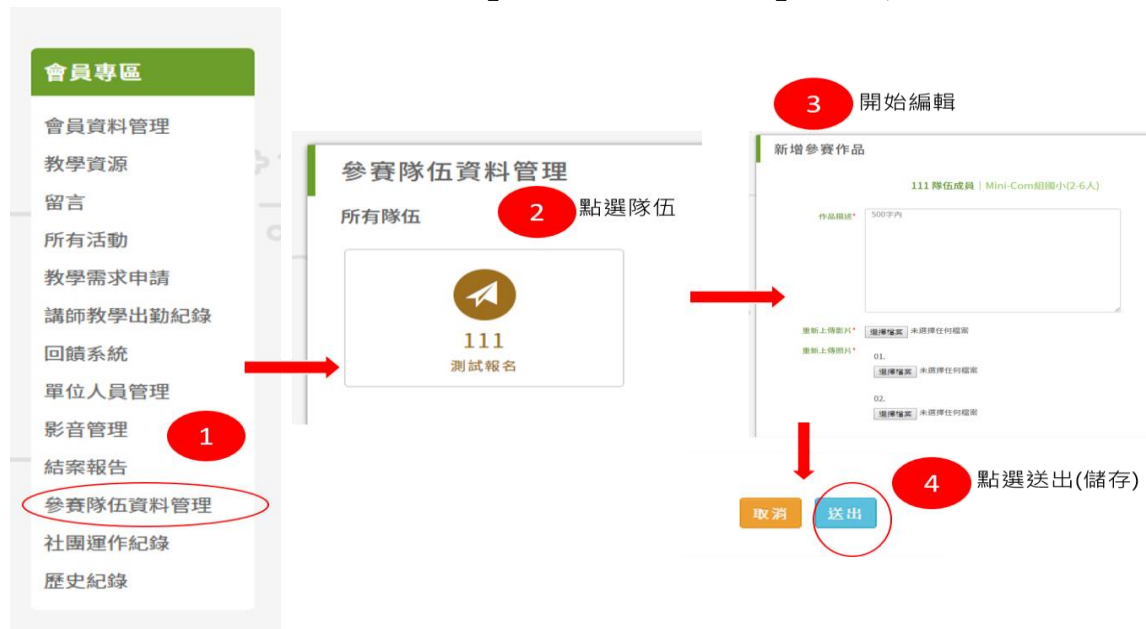 會員專區
會員資料管理
教學資源
留言
所有活動
教學需求申請
講師教學出勤紀錄
回饋系統
單位人員管理
影音管理
1
結案報告
參賽隊伍資料管理
社團運作紀錄
歷史紀錄
參賽隊伍資料管理
所有隊伍
2 點選隊伍
111
測試報名
3 開始編輯
新增參賽作品
111 隊伍成員 | Mini-Com組國小(2-6人)
作品描述*
500字內
重新上傳影片* 選擇檔案 未選擇任何檔案
重新上傳照片*
01.
選擇檔案 未選擇任何檔案
02.
選擇檔案 未選擇任何檔案
4 點選送出(儲存)
取消 送出